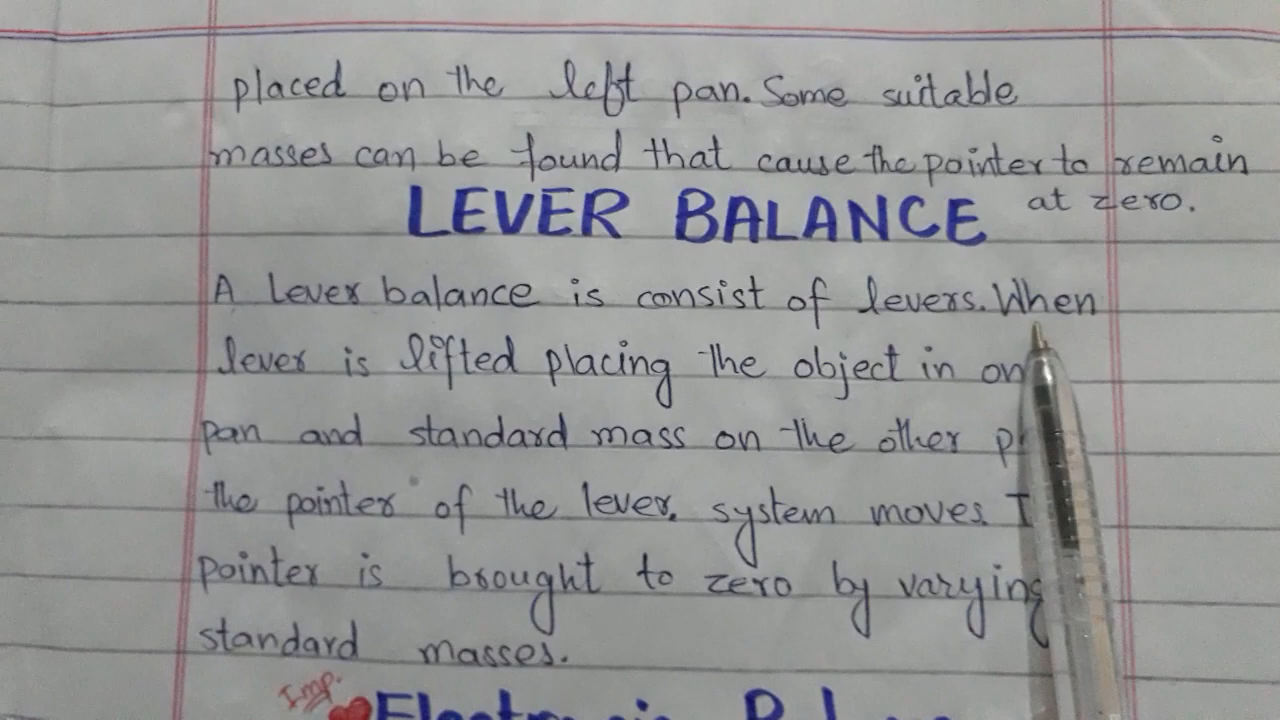 placed on the left pan. Some suitable
masses can be found that cause the pointer to remain
at zero.
LEVER BALANCE
A Lever balance is consist of levers. When
lever is lifted placing the object in
pan and standard mass on the other
the pointer of the lever, system moves.
pointer is brought to zero by varying
standard masses.
Imp.